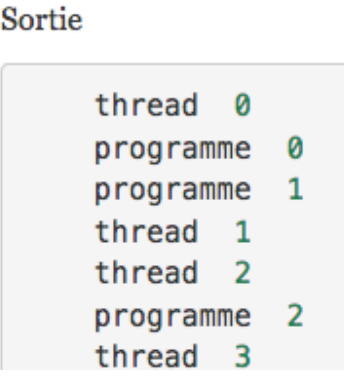 Sortie
thread 0
programme 0
programme 1
thread 1
thread 2
programme 2
thread 3